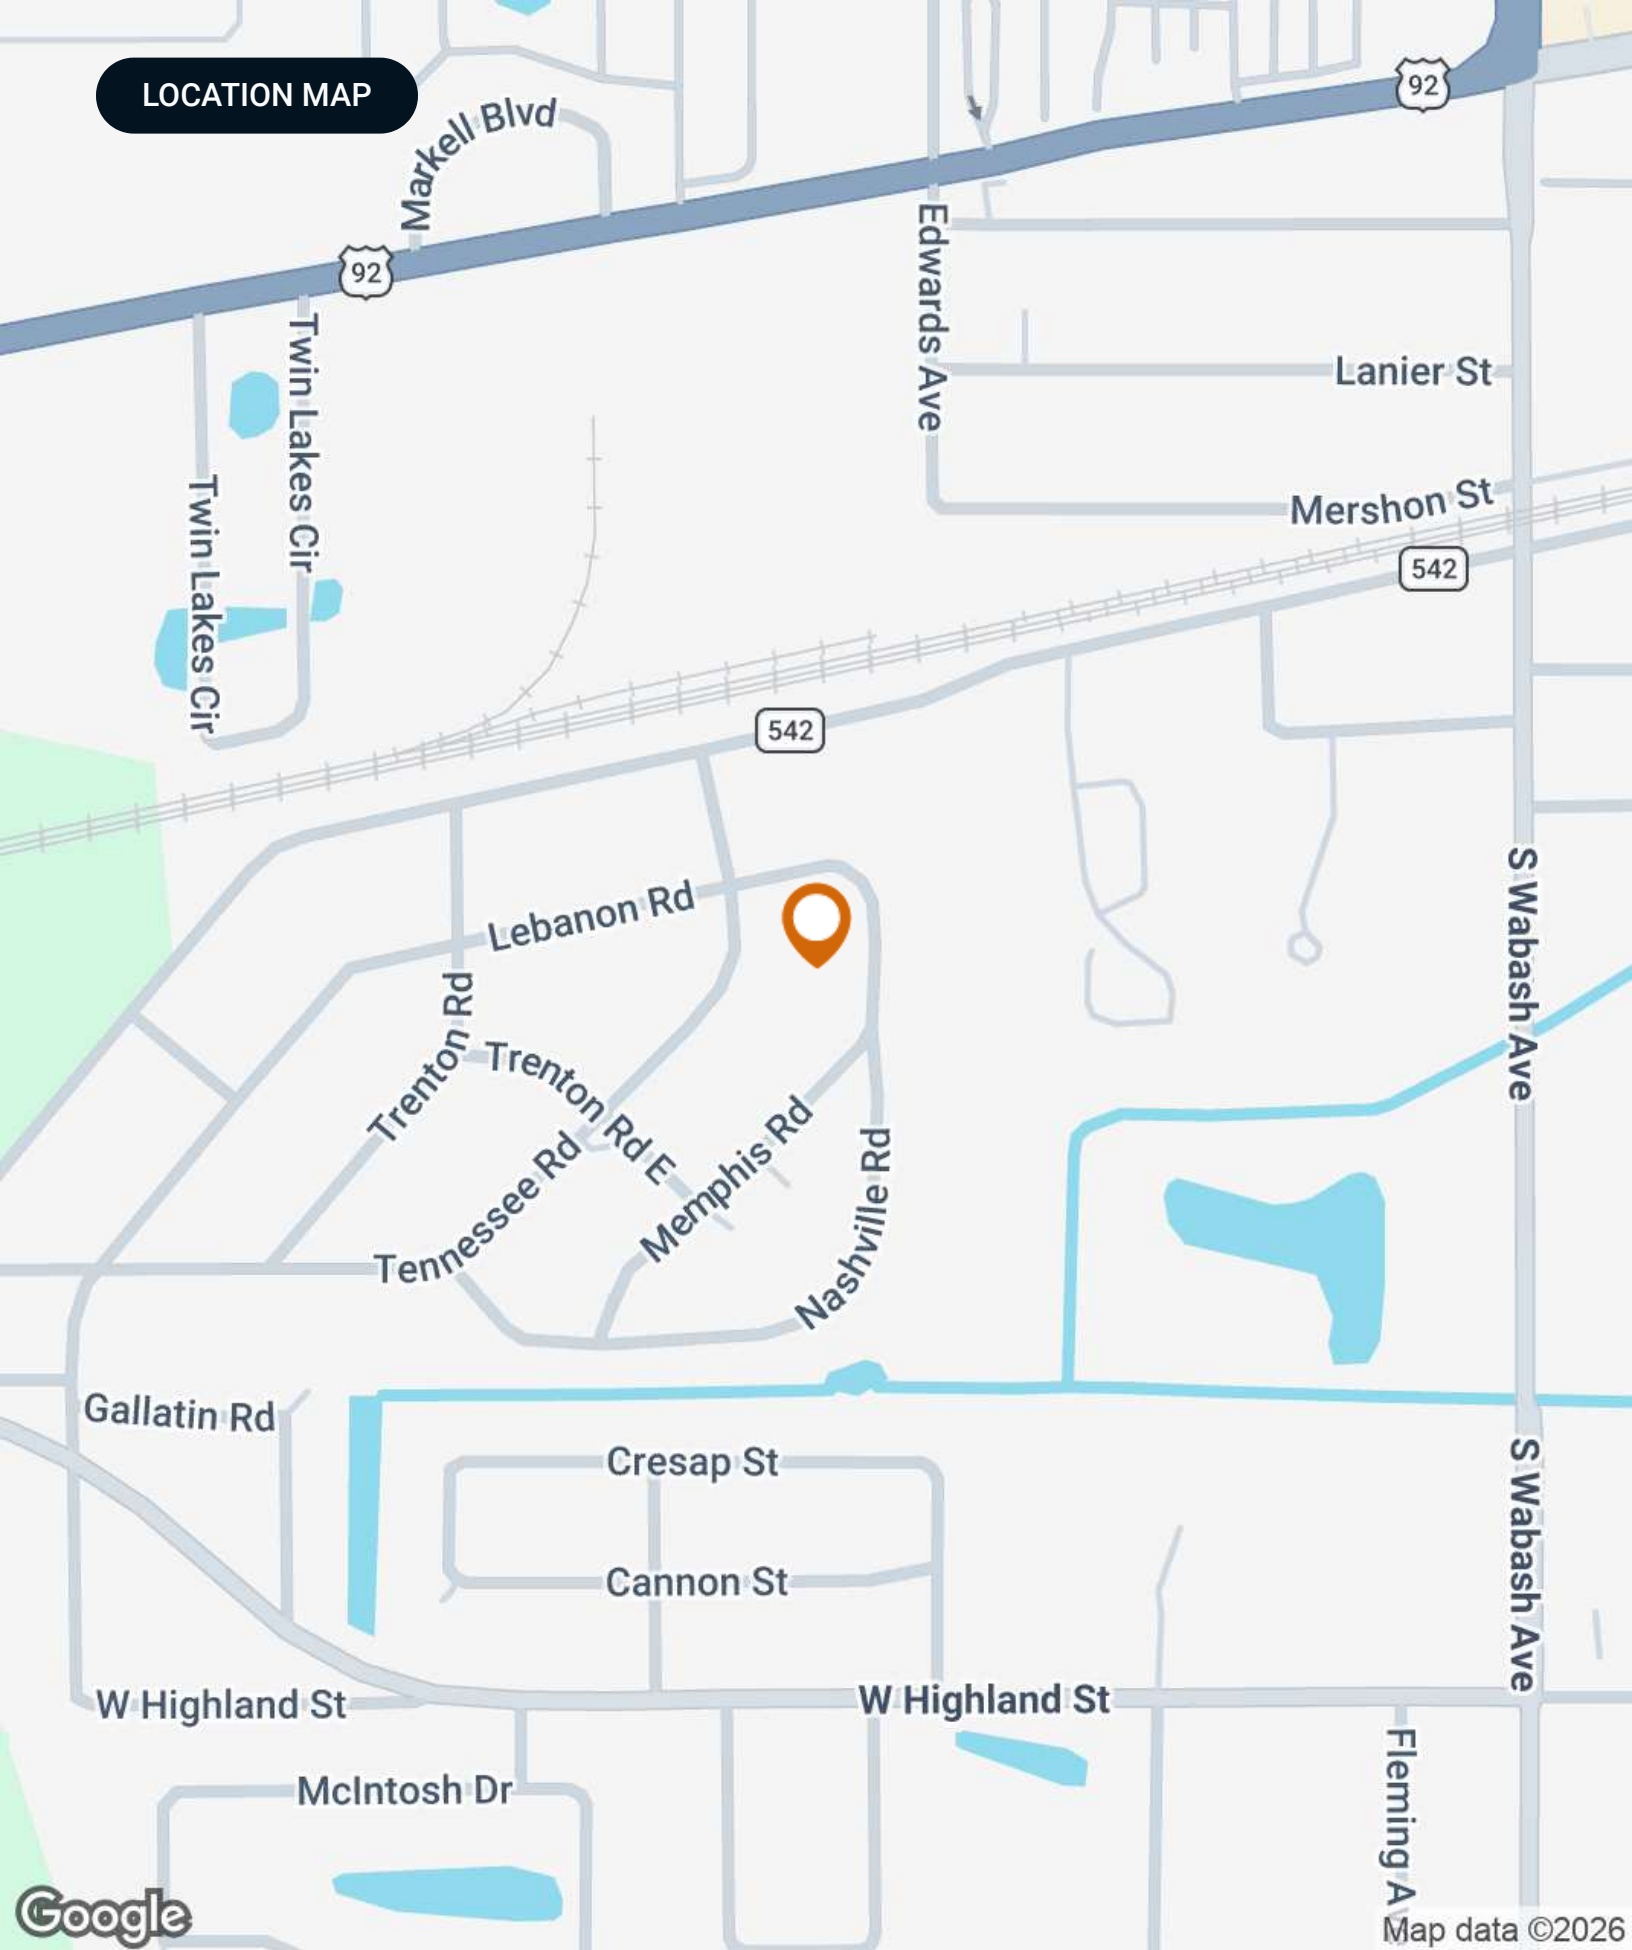 LOCATION MAP
92
Markell Blvd
92
Edwards Ave
Twin Lakes Cir
Lanier St
Twin Lakes Cir
Mershon St
542
542
S Wabash Ave
Lebanon Rd
Trenton Rd
Trenton Rd E
Memphis Rd
Tennessee Rd
Nashville Rd
Gallatin Rd
Cresap St
S Wabash Ave
Cannon St
W Highland St
W Highland St
Fleming
McIntosh Dr
Google
Map data ©2026